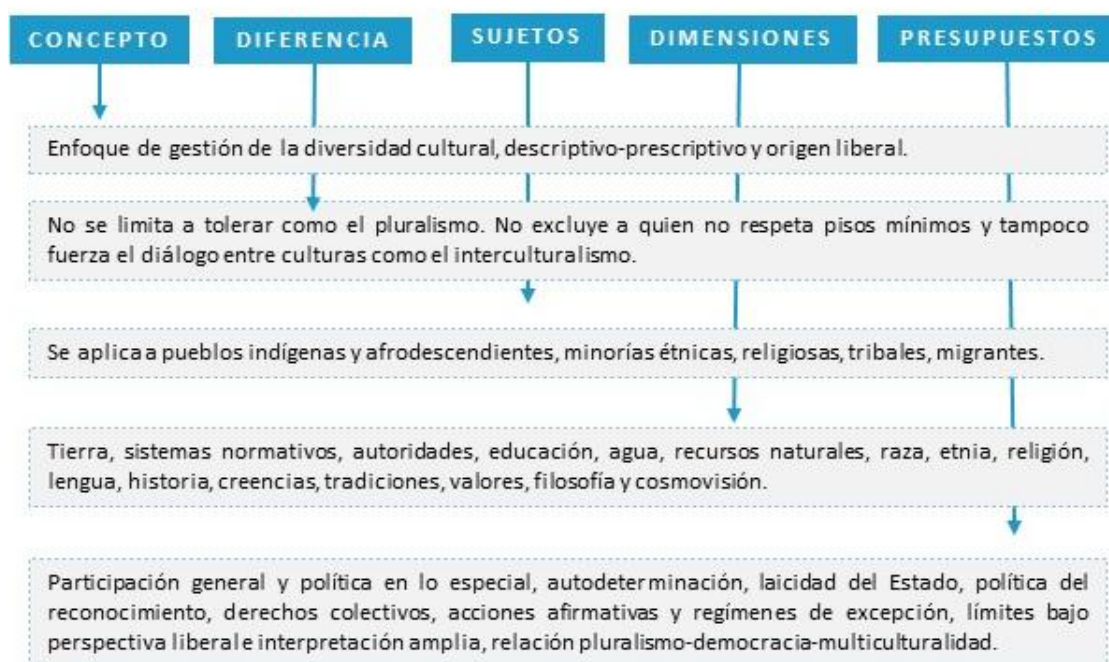 CONCEPTO DIFERENCIA SUJETOS DIMENSIONES PRESUPUESTOS
Enfoque de gestión de la diversidad cultural, descriptivo-prescriptivo y origen liberal.
No se limita a tolerar como el pluralismo. No excluye a quien no respeta pisos mínimos y tampoco
fuerza el diálogo entre culturas como el interculturalismo.
Se aplica a pueblos indígenas y afrodescendientes, minorías étnicas, religiosas, tribales, migrantes.
Tierra, sistemas normativos, autoridades, educación, agua, recursos naturales, raza, etnia, religión,
lengua, historia, creencias, tradiciones, valores, filosofía y cosmovisión.
Participación general y política en lo especial, autodeterminación, laicidad del Estado, política del
reconocimiento, derechos colectivos, acciones afirmativas y regímenes de excepción, límites bajo
perspectiva liberal e interpretación amplia, relación pluralismo-democracia-multiculturalidad.